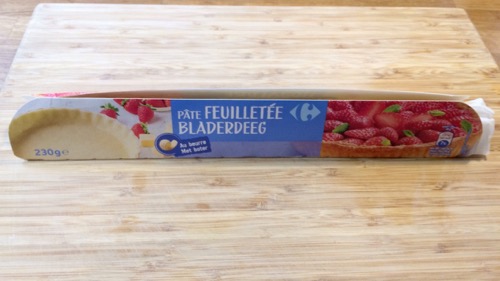 PÂTE FEUILLETÉE
BLADERDEEG
Au beurre
Met boter
230g℮